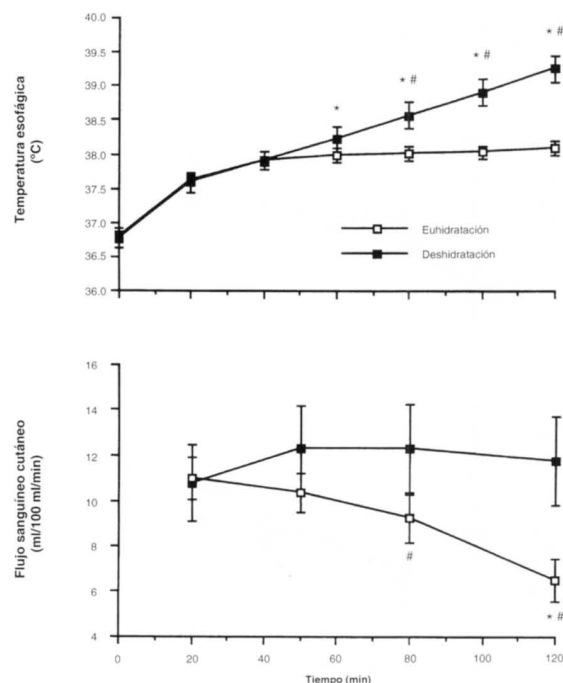 Temperatura esofágica
(°C)
40.0
39.5
39.0
38.5
38.0
37.5
37.0
36.5
36.0
*
* #
* #
* #
Euhidratación
Deshidratación
Flujo sanguíneo cutáneo
(ml/100 ml/min)
16
14
12
10
8
6
4
#
* #
0 20 40 60 80 100 120
Tiempo (min)